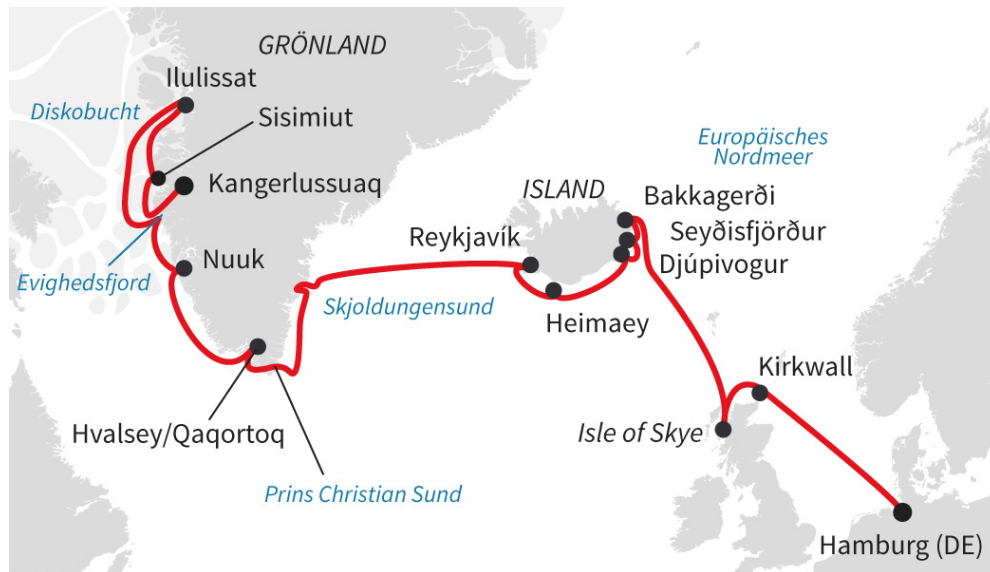 GRÖNLAND
Ilulissat
Diskobucht
Sisimiut
Europäisches
Nordmeer
Kangerlussuaq
ISLAND
Bakkagerði
Seyðisfjörður
Reykjavík
Nuuk
Djúpivogur
Evighedsfjord
Skjoldungensund
Heimaey
Kirkwall
Hvalsey/Qaqortoq
Isle of Skye
Prins Christian Sund
Hamburg (DE)